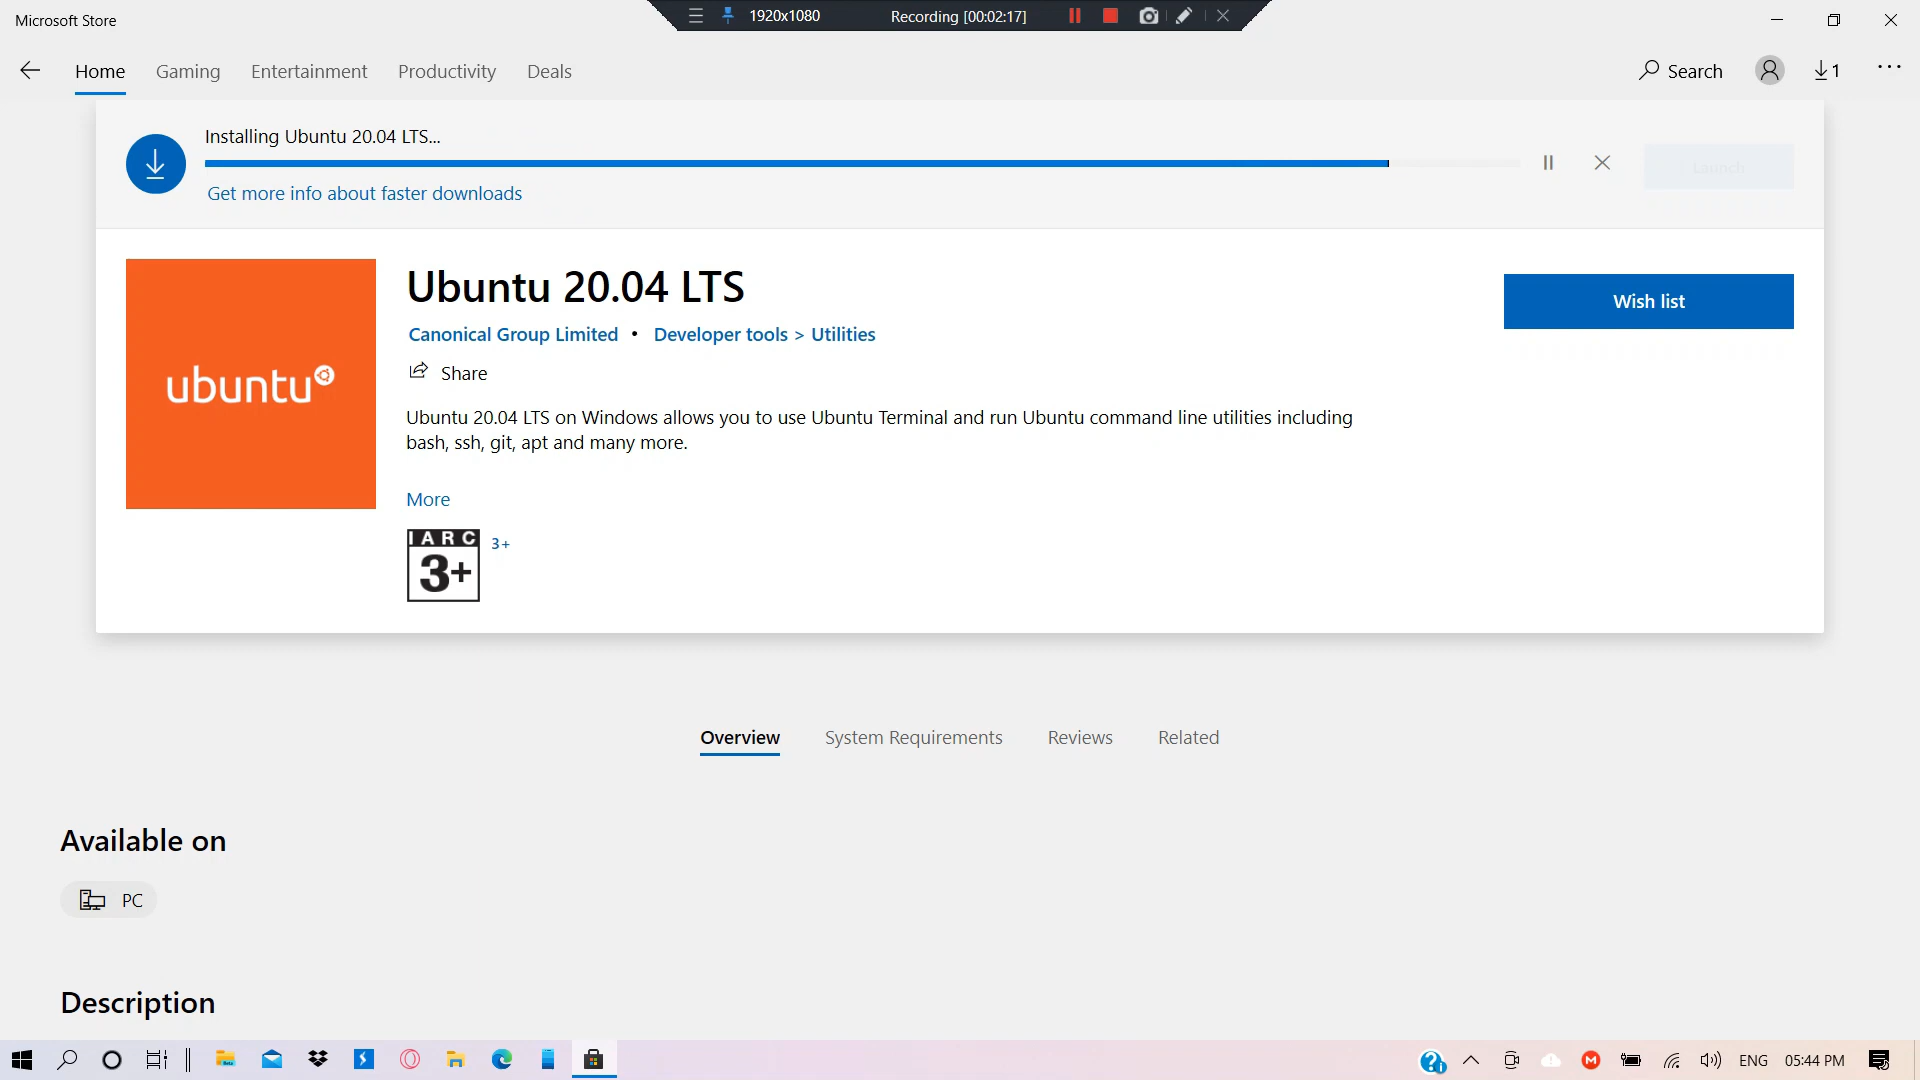 Microsoft Store
1920x1080
Recording [00:02:17]
Home
Gaming
Entertainment
Productivity
Deals
Search
1
Installing Ubuntu 20.04 LTS...
Launch
Get more info about faster downloads
ubuntu
Ubuntu 20.04 LTS
Wish list
Canonical Group Limited • Developer tools > Utilities
Share
Ubuntu 20.04 LTS on Windows allows you to use Ubuntu Terminal and run Ubuntu command line utilities including
bash, ssh, git, apt and many more.
More
IARC
3+
3+
Overview
System Requirements
Reviews
Related
Available on
PC
Description
ENG
05:44 PM